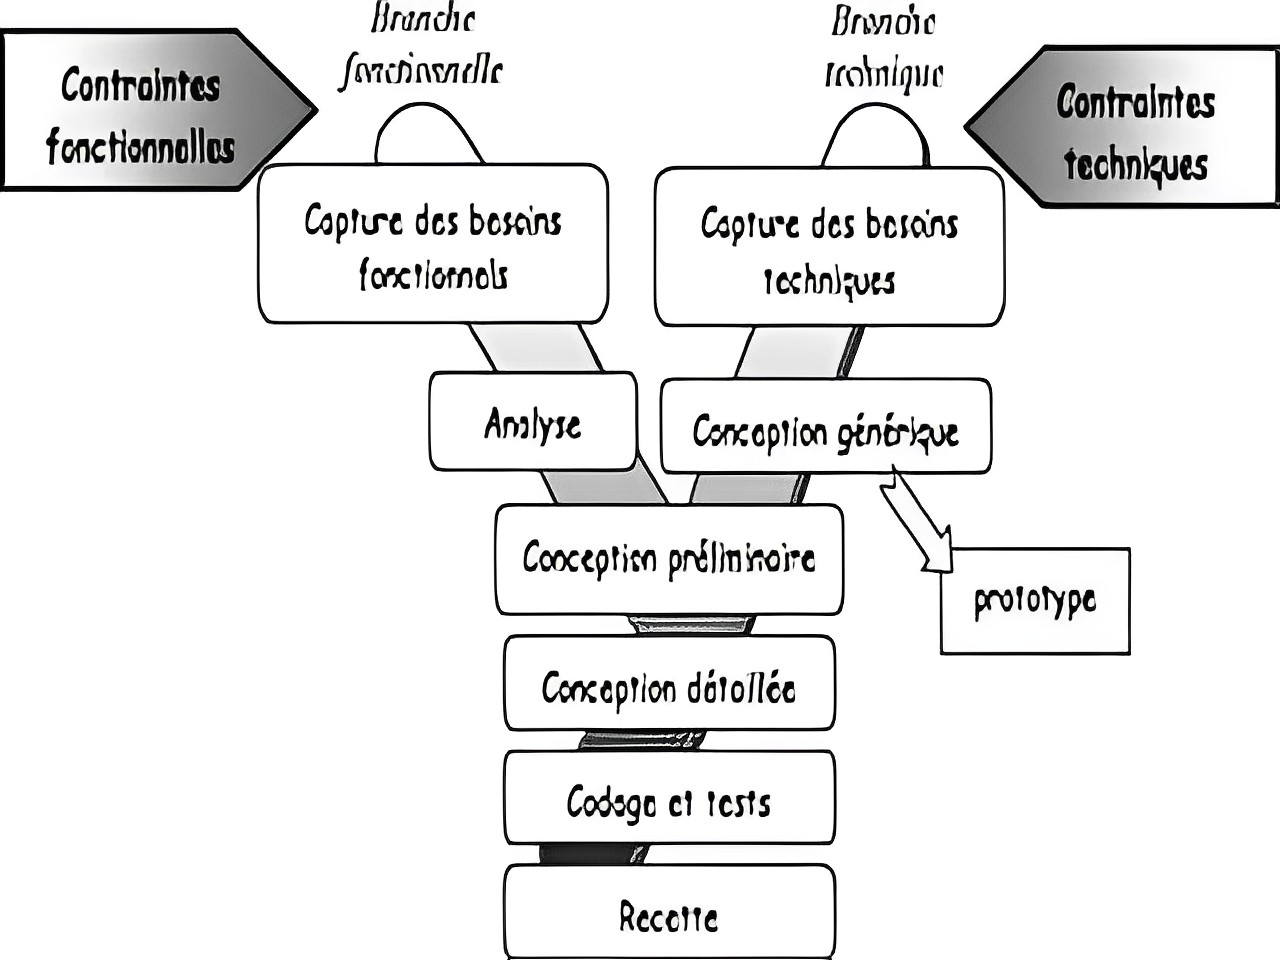 Branche
fonctionnelle
Branche
technique
Contraintes
fonctionnelles
Contraintes
techniques
Capture des besoins
fonctionnels
Capture des besoins
techniques
Analyse
Conception générique
Conception préliminaire
prototype
Conception détaillée
Codage et tests
Recette